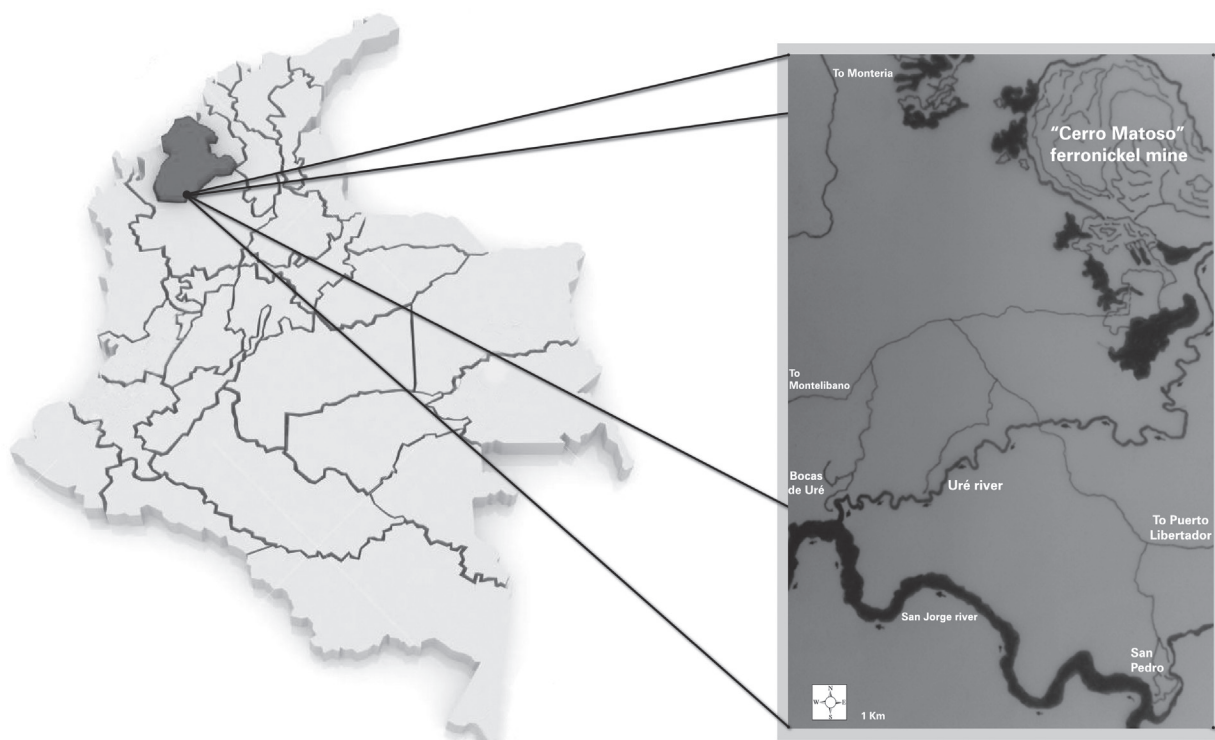 To Monteria
“Cerro Matoso”
ferronickel mine
To
Montelibano
Bocas
de Uré
Uré river
To Puerto
Libertador
San Jorge river
San
Pedro
N
W
E
S
1 Km